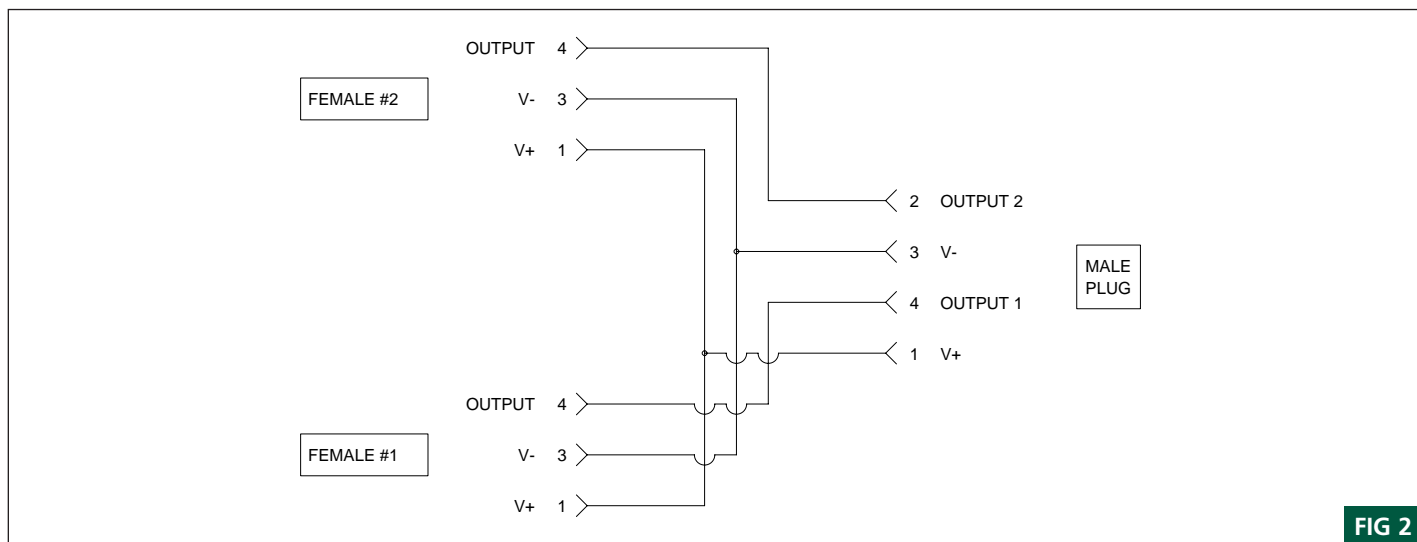 OUTPUT 4
FEMALE #2
V- 3
V+ 1
2 OUTPUT 2
3 V-
MALE
PLUG
4 OUTPUT 1
1 V+
OUTPUT 4
FEMALE #1
V- 3
V+ 1
FIG 2